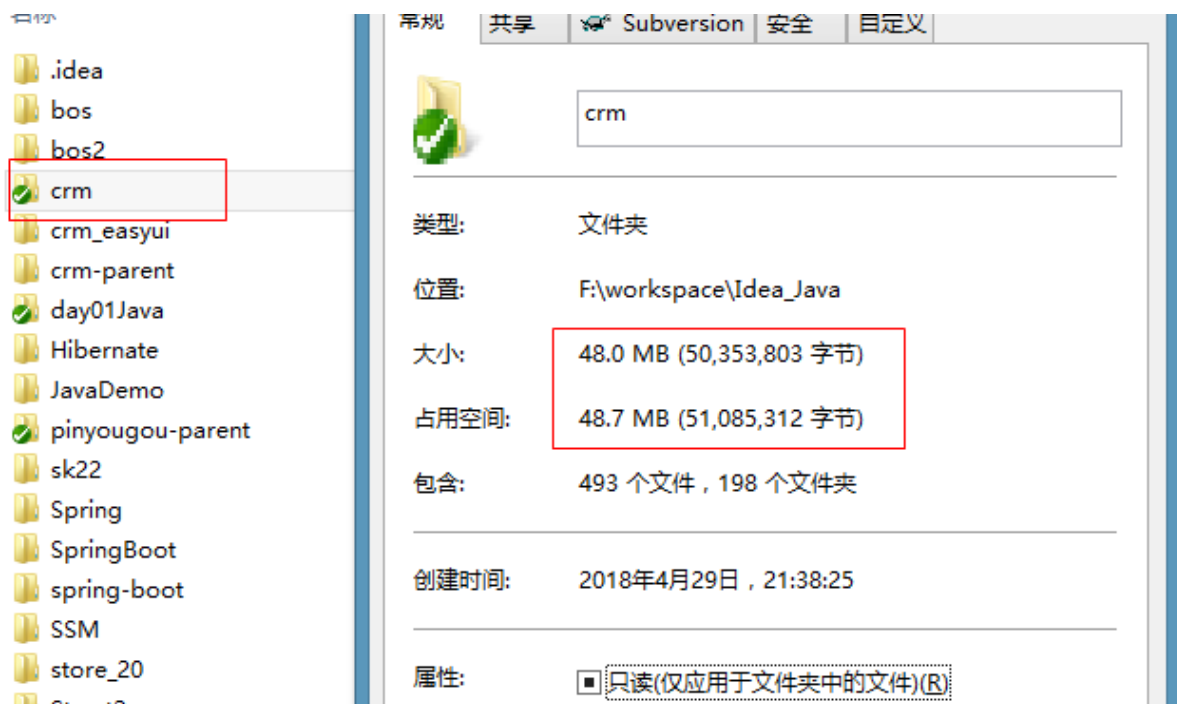 名称
.idea
bos
bos2
crm
crm_easyui
crm-parent
day01Java
Hibernate
JavaDemo
pinyougou-parent
sk22
Spring
SpringBoot
spring-boot
SSM
store_20
常规 共享 Subversion 安全 自定义
crm
类型: 文件夹
位置: F:\workspace\Idea_Java
大小: 48.0 MB (50,353,803 字节)
占用空间: 48.7 MB (51,085,312 字节)
包含: 493 个文件，198 个文件夹
创建时间: 2018年4月29日，21:38:25
属性: 只读(仅应用于文件夹中的文件)(R)